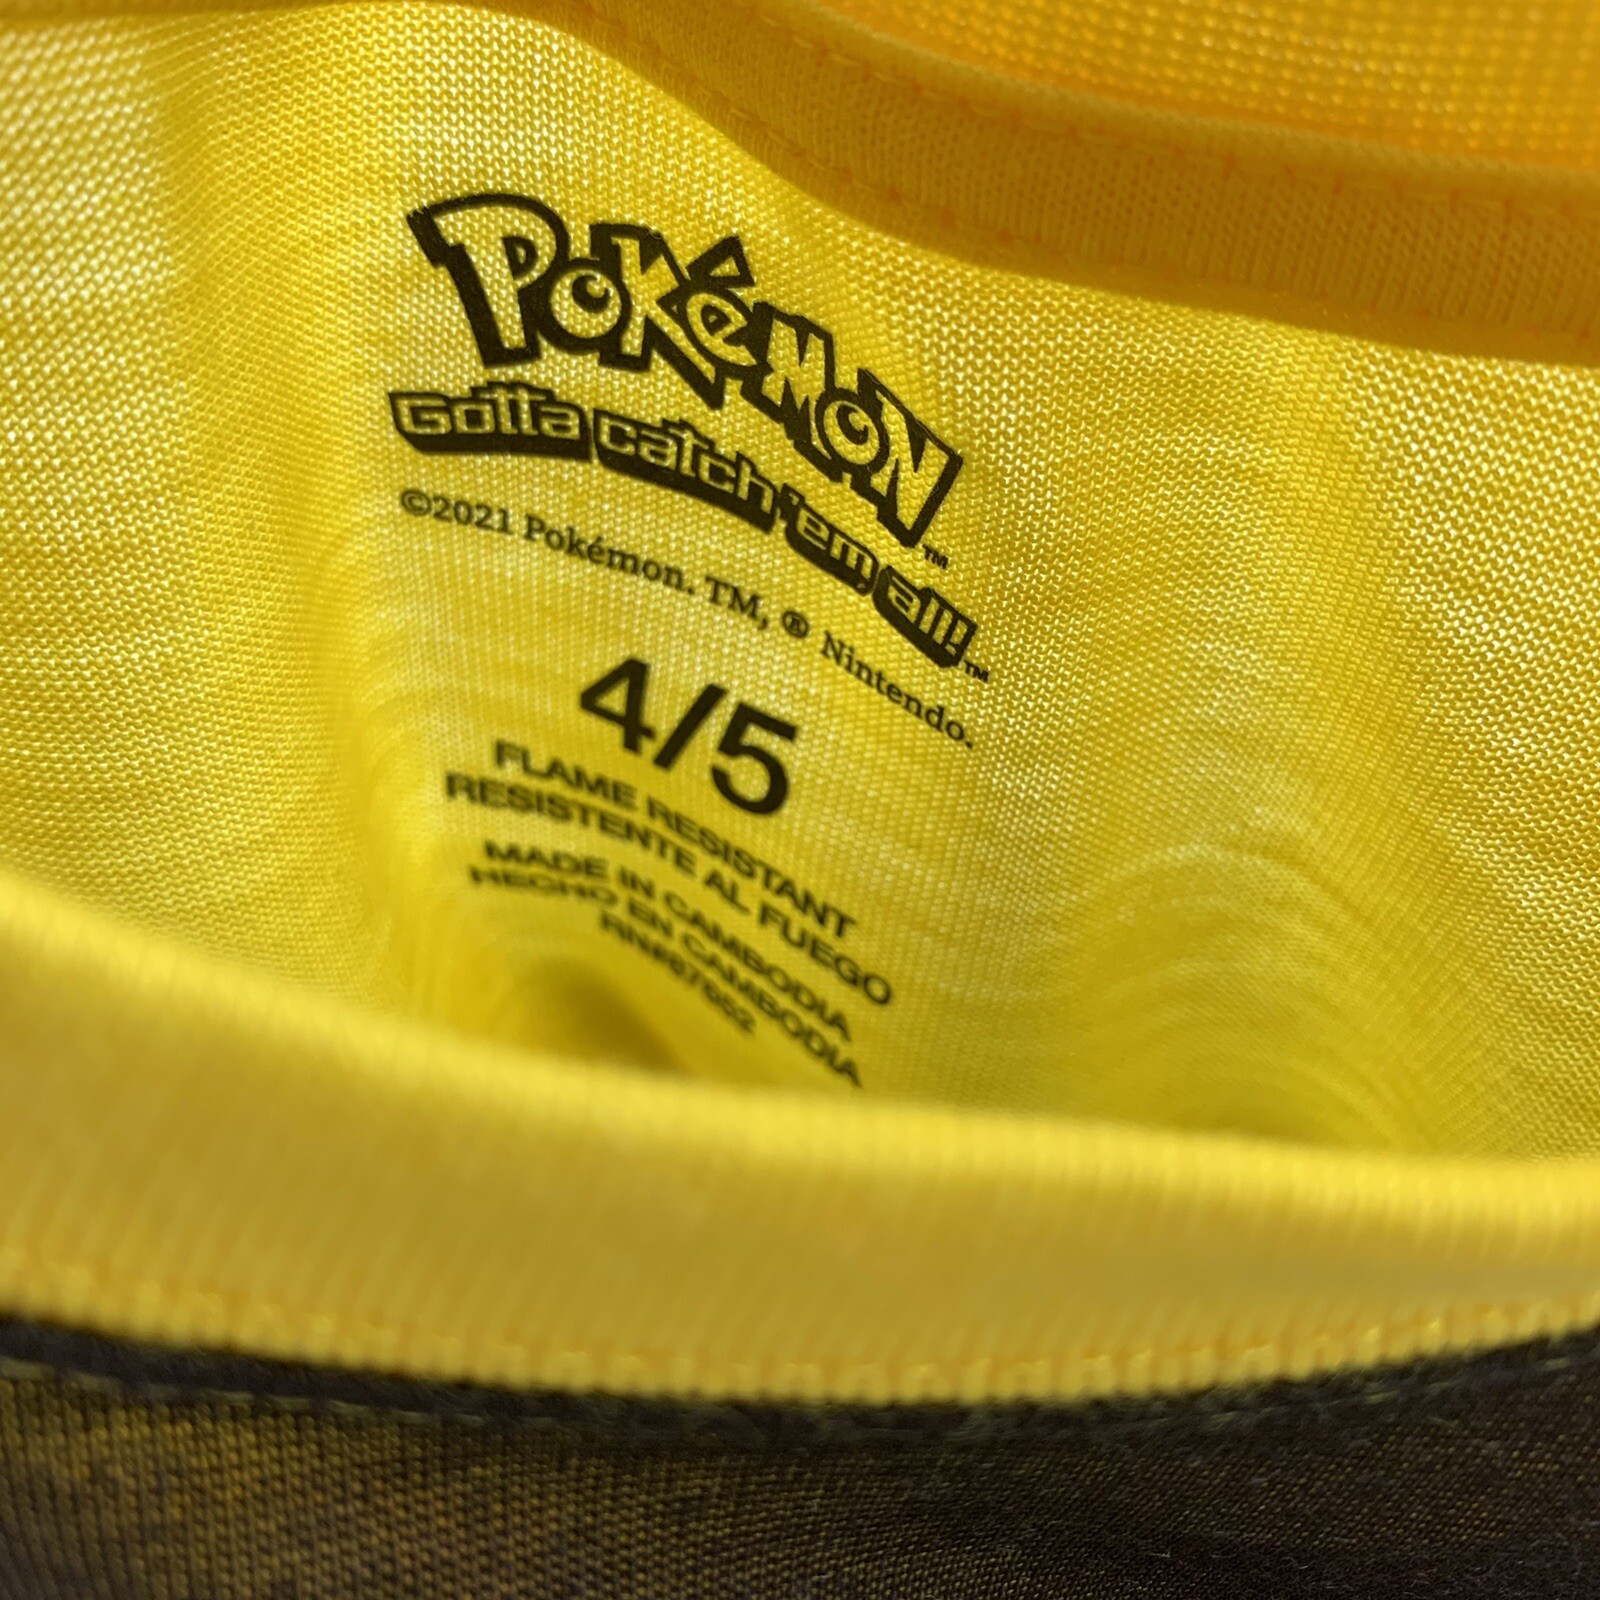 Pokémon™
Gotta catch 'em all!™
©2021 Pokémon. TM, ® Nintendo.
4/5
FLAME RESISTANT
RESISTENTE AL FUEGO
MADE IN CAMBODIA
HECHO EN CAMBODIA